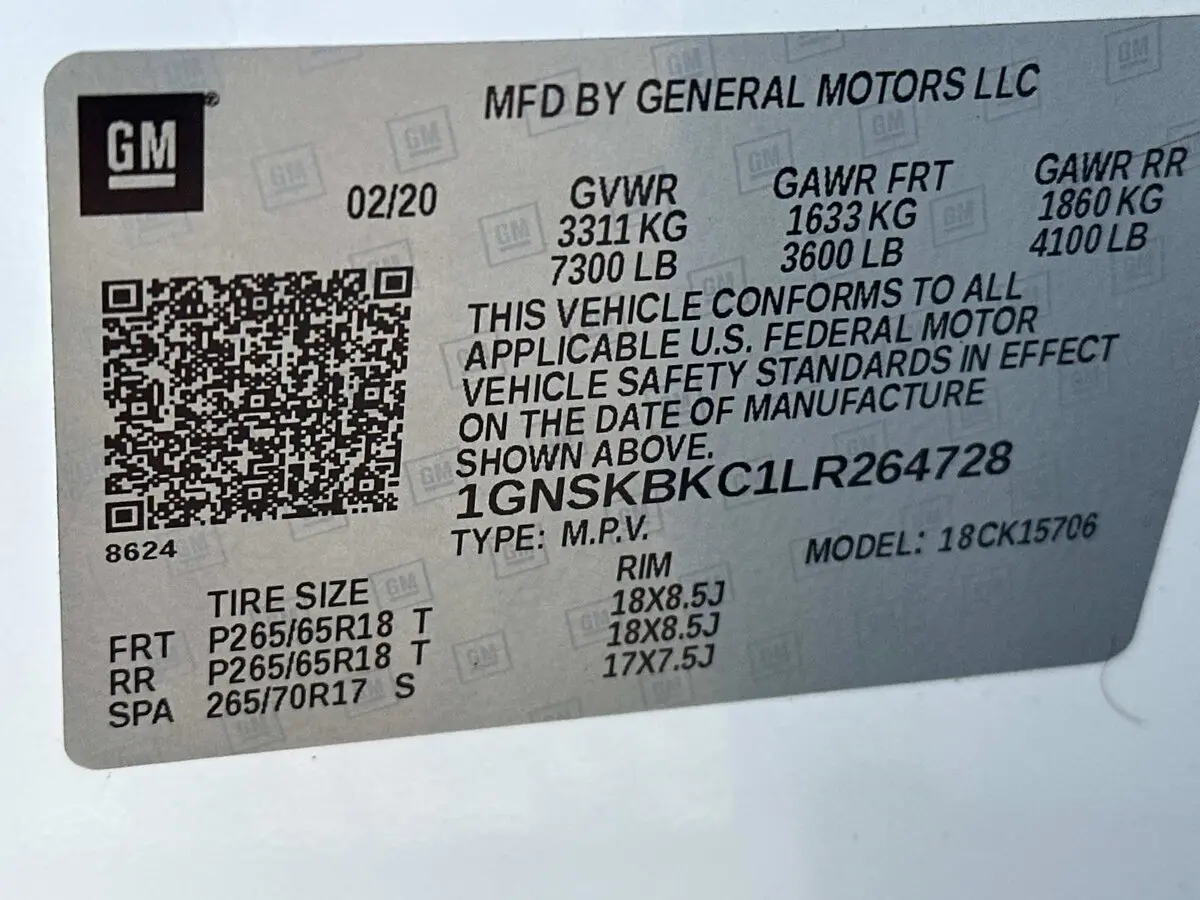 GM
MFD BY GENERAL MOTORS LLC
02/20
GVWR GAWR FRT GAWR RR
3311 KG 1633 KG 1860 KG
7300 LB 3600 LB 4100 LB
THIS VEHICLE CONFORMS TO ALL
APPLICABLE U.S. FEDERAL MOTOR
VEHICLE SAFETY STANDARDS IN EFFECT
ON THE DATE OF MANUFACTURE
SHOWN ABOVE.
1GNSKBKC1LR264728
8624
TYPE: M.P.V. MODEL: 18CK15706
TIRE SIZE RIM
FRT P265/65R18 T 18X8.5J
RR P265/65R18 T 18X8.5J
SPA 265/70R17 S 17X7.5J